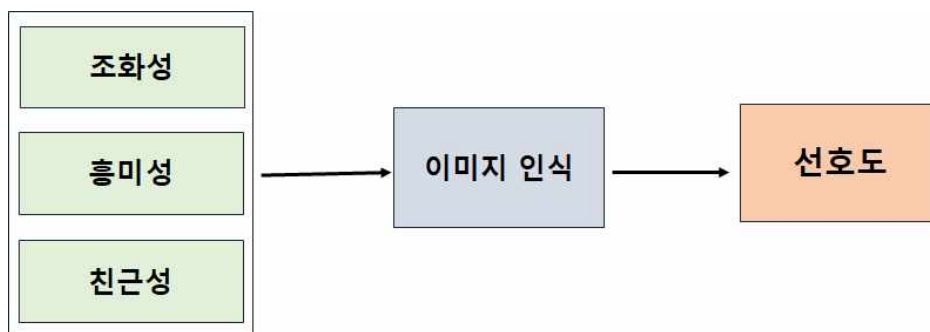 조화성
흥미성
친근성
이미지 인식
선호도